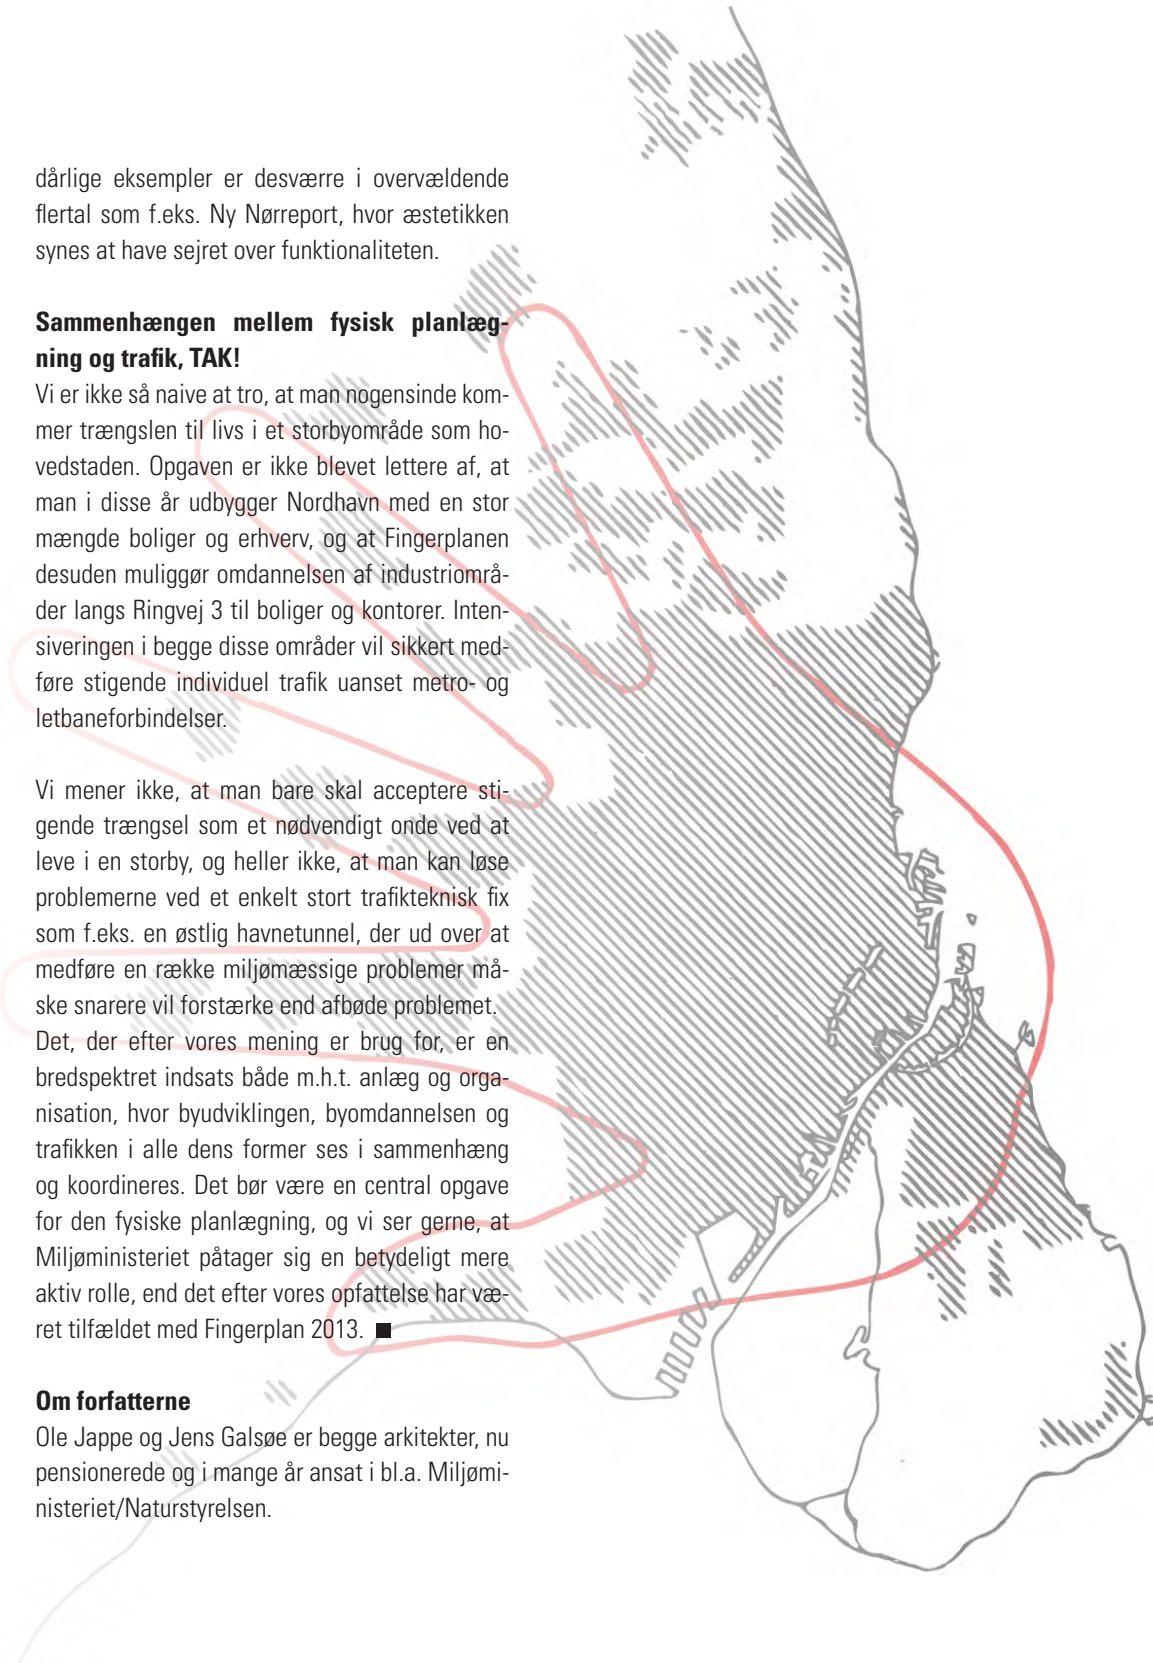 dårlige eksempler er desværre i overvældende
flertal som f.eks. Ny Nørreport, hvor æstetikken
synes at have sejret over funktionaliteten.
Sammenhængen mellem fysisk planlæg-
ning og trafik, TAK!
Vi er ikke så naive at tro, at man nogensinde kom-
mer trængslen til livs i et storbyområde som ho-
vedstaden. Opgaven er ikke blevet lettere af, at
man i disse år udbygger Nordhavn med en stor
mængde boliger og erhverv, og at Fingerplanen
desuden muliggør omdannelsen af industriområ-
der langs Ringvej 3 til boliger og kontorer. Inten-
siveringen i begge disse områder vil sikkert med-
føre stigende individuel trafik uanset metro- og
letbaneforbindelser.
Vi mener ikke, at man bare skal acceptere sti-
gende trængsel som et nødvendigt onde ved at
leve i en storby, og heller ikke, at man kan løse
problemerne ved et enkelt stort trafikteknisk fix
som f.eks. en østlig havnetunnel, der ud over at
medføre en række miljømæssige problemer må-
ske snarere vil forstærke end afbøde problemet.
Det, der efter vores mening er brug for, er en
bredspektret indsats både m.h.t. anlæg og orga-
nisation, hvor byudviklingen, byomdannelsen og
trafikken i alle dens former ses i sammenhæng
og koordineres. Det bør være en central opgave
for den fysiske planlægning, og vi ser gerne, at
Miljøministeriet påtager sig en betydeligt mere
aktiv rolle, end det efter vores opfattelse har væ-
ret tilfældet med Fingerplan 2013. ■
Om forfatterne
Ole Jappe og Jens Galsøe er begge arkitekter, nu
pensionerede og i mange år ansat i bl.a. Miljømi-
nisteriet/Naturstyrelsen.